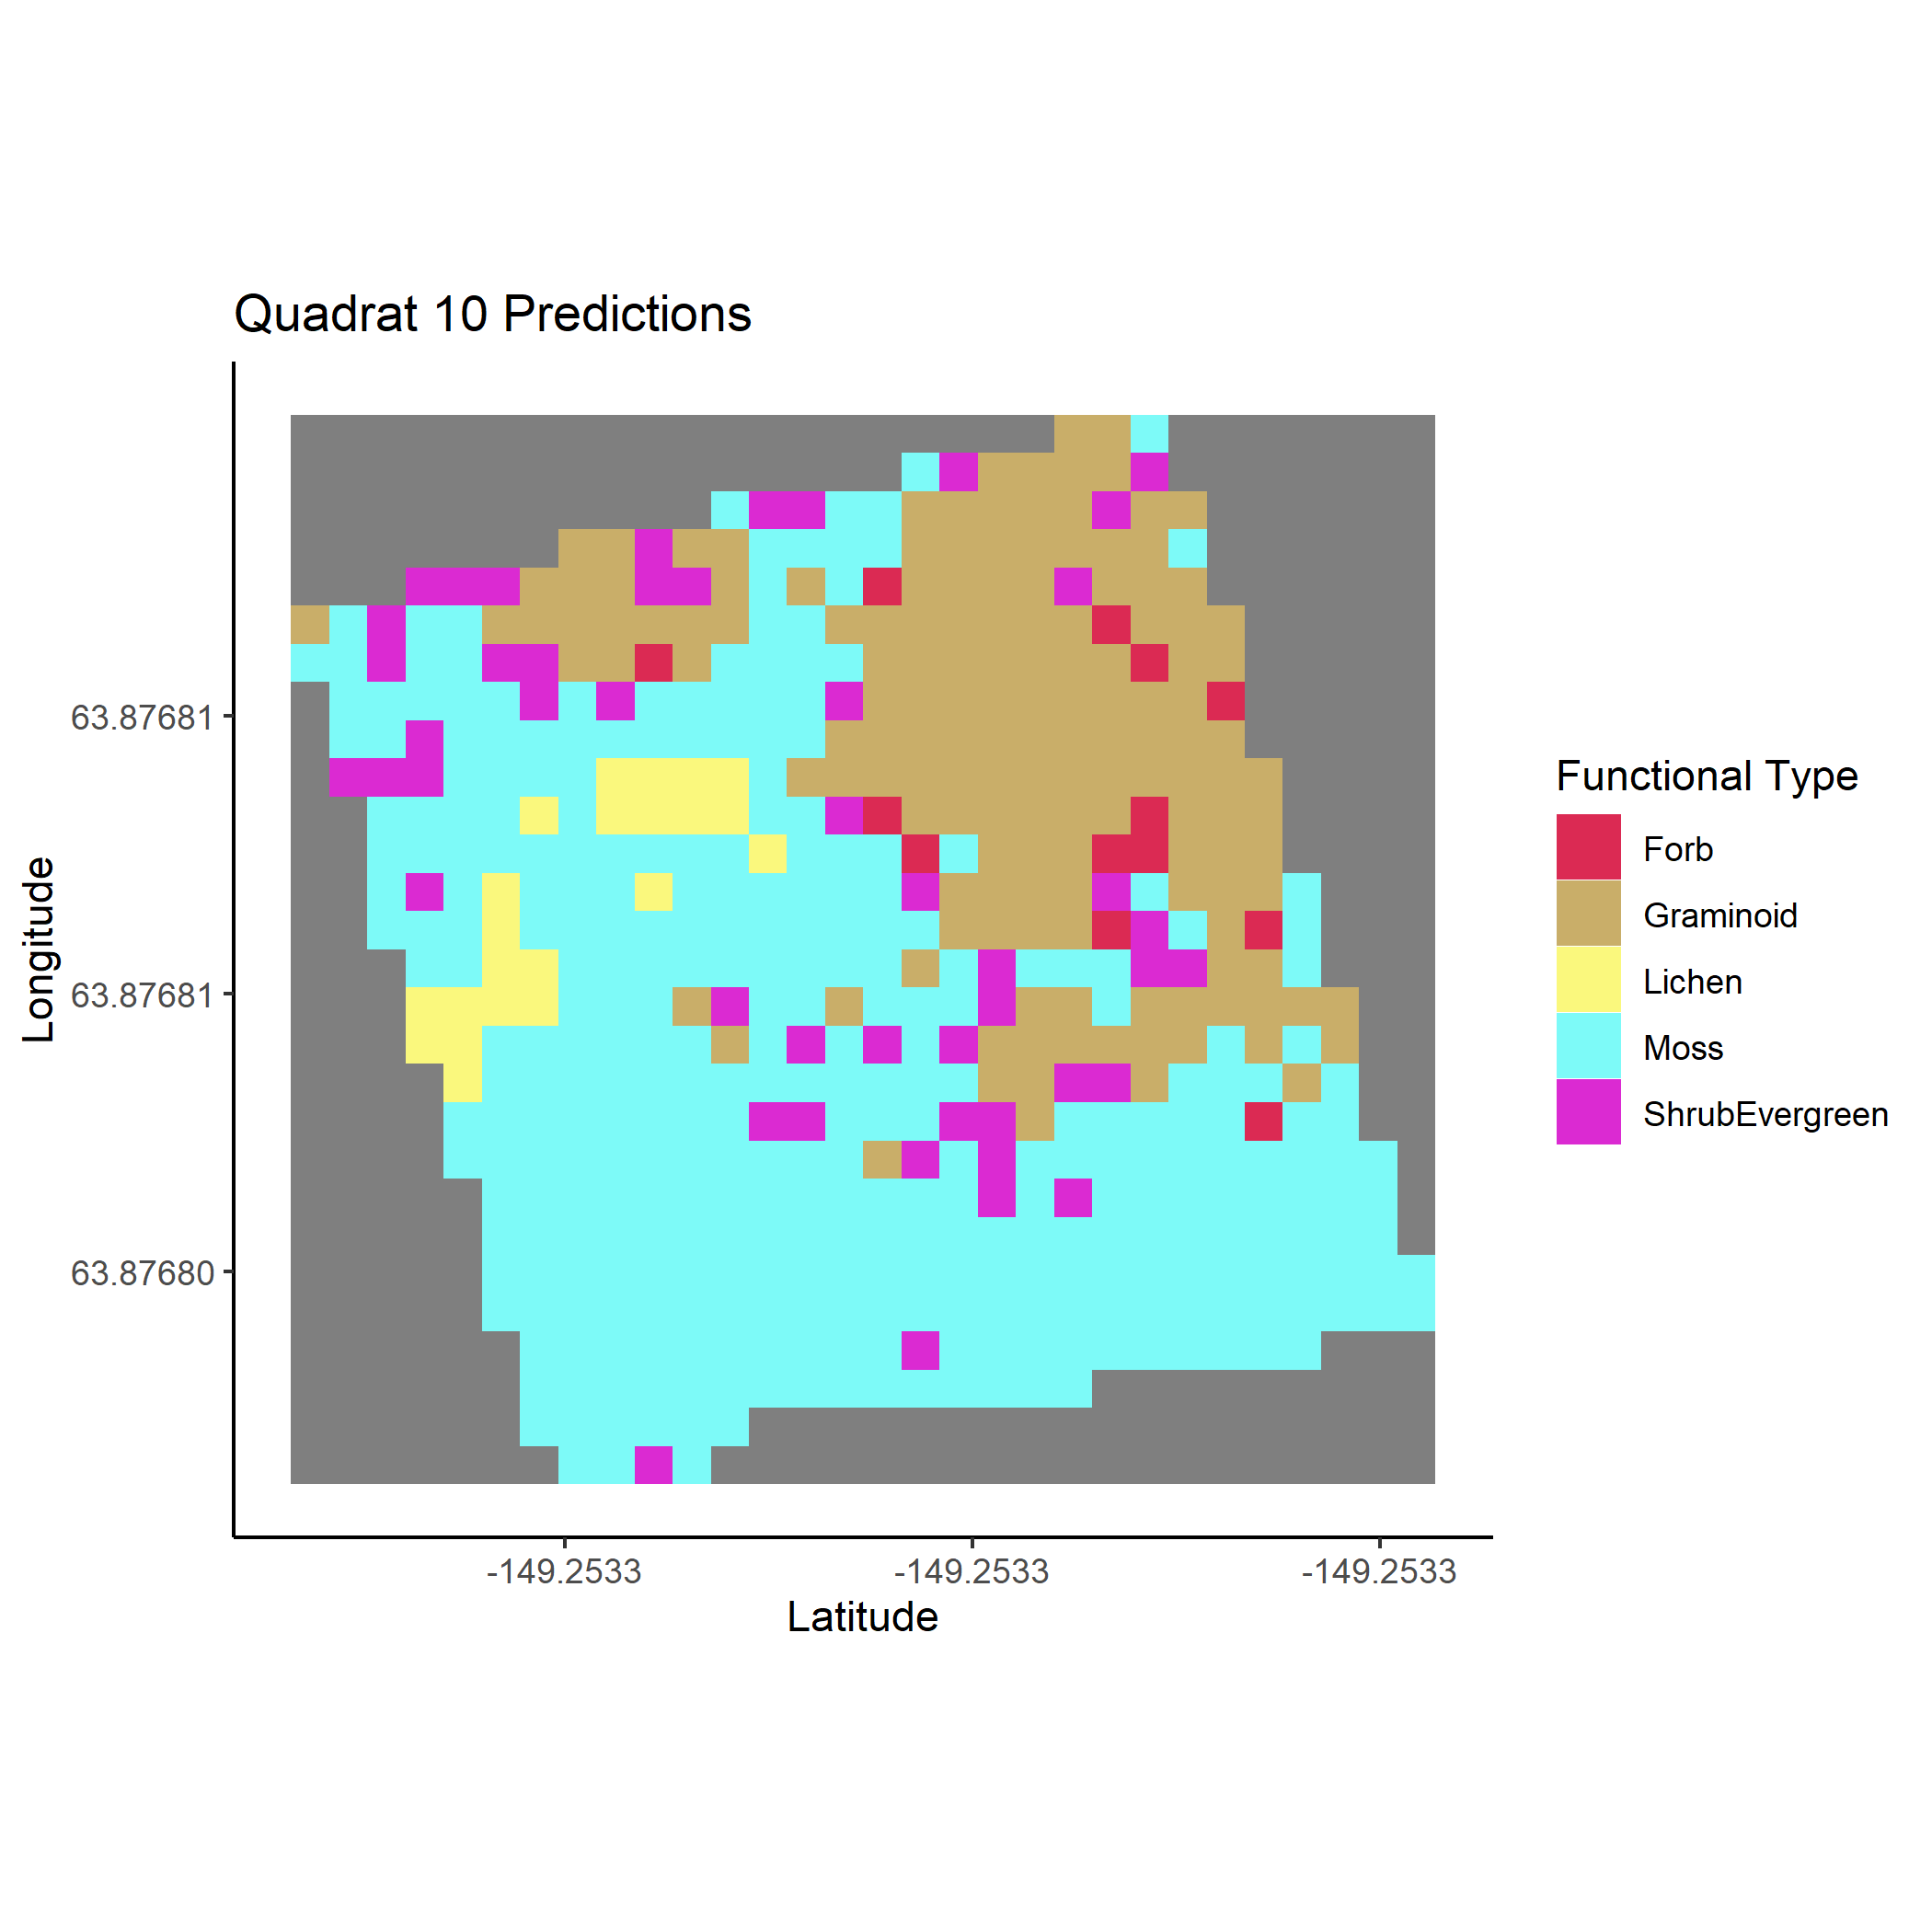 Quadrat 10 Predictions
Longitude
63.87681
63.87681
63.87680
-149.2533 -149.2533 -149.2533
Latitude
Functional Type
Forb
Graminoid
Lichen
Moss
ShrubEvergreen